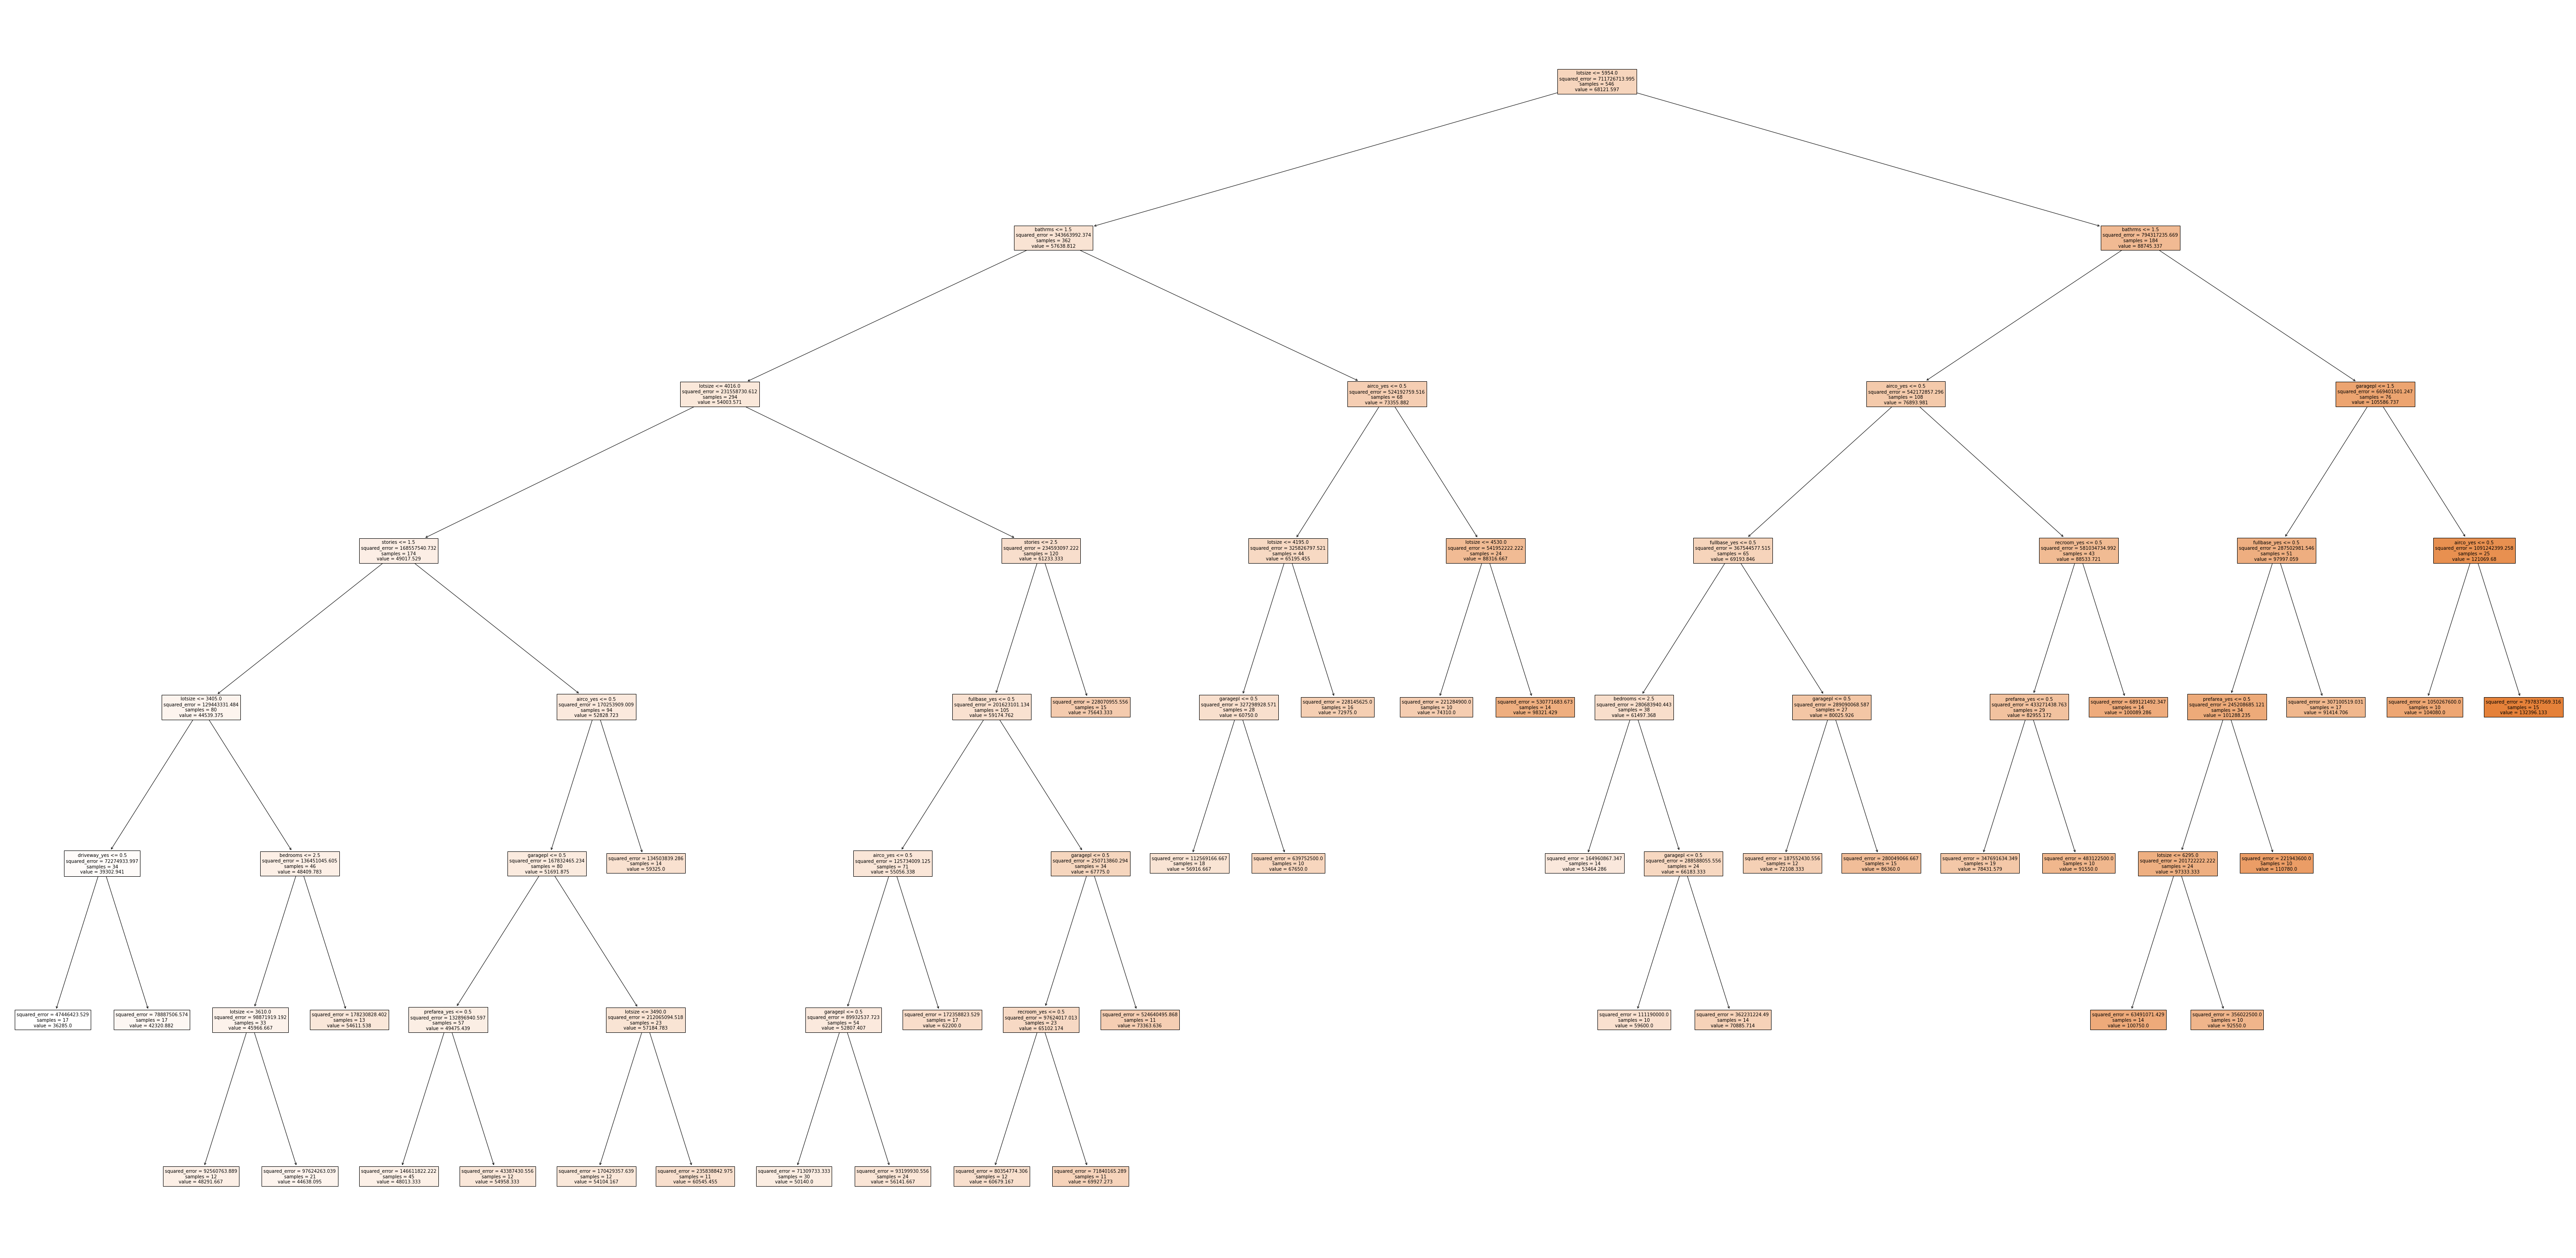 lotsize <= 5954.0
squared_error = 711726713.995
samples = 546
value = 68121.597
bathrms <= 1.5
squared_error = 343663992.374
samples = 362
value = 57638.812
bathrms <= 1.5
squared_error = 794317235.669
samples = 184
value = 88745.337
lotsize <= 4016.0
squared_error = 231558730.612
samples = 294
value = 54003.571
airco_yes <= 0.5
squared_error = 524192759.516
samples = 68
value = 73355.882
airco_yes <= 0.5
squared_error = 542172857.296
samples = 108
value = 76893.981
garagepl <= 1.5
squared_error = 669401501.247
samples = 76
value = 105586.737
stories <= 1.5
squared_error = 168557540.732
samples = 174
value = 49017.529
stories <= 2.5
squared_error = 234593097.222
samples = 120
value = 61233.333
lotsize <= 4195.0
squared_error = 325826797.521
samples = 44
value = 65195.455
lotsize <= 4530.0
squared_error = 541952222.222
samples = 24
value = 88316.667
fullbase_yes <= 0.5
squared_error = 367544577.515
samples = 65
value = 69193.846
recroom_yes <= 0.5
squared_error = 581034734.992
samples = 43
value = 88533.721
fullbase_yes <= 0.5
squared_error = 287502981.546
samples = 51
value = 97997.059
airco_yes <= 0.5
squared_error = 1091242399.258
samples = 25
value = 121069.68
lotsize <= 3405.0
squared_error = 129443331.484
samples = 80
value = 44539.375
airco_yes <= 0.5
squared_error = 170253909.009
samples = 94
value = 52828.723
fullbase_yes <= 0.5
squared_error = 201623101.134
samples = 105
value = 59174.762
squared_error = 228070955.556
samples = 15
value = 75643.333
garagepl <= 0.5
squared_error = 327298928.571
samples = 28
value = 60750.0
squared_error = 228145625.0
samples = 16
value = 72975.0
squared_error = 221284900.0
samples = 10
value = 74310.0
squared_error = 530771683.673
samples = 14
value = 98321.429
bedrooms <= 2.5
squared_error = 280683940.443
samples = 38
value = 61497.368
garagepl <= 0.5
squared_error = 289090068.587
samples = 27
value = 80025.926
prefarea_yes <= 0.5
squared_error = 433271438.763
samples = 29
value = 82955.172
squared_error = 689121492.347
samples = 14
value = 100089.286
prefarea_yes <= 0.5
squared_error = 245208685.121
samples = 34
value = 101288.235
squared_error = 307100519.031
samples = 17
value = 91414.706
squared_error = 1050267600.0
samples = 10
value = 104080.0
squared_error = 797837569.316
samples = 15
value = 132396.133
driveway_yes <= 0.5
squared_error = 72274933.997
samples = 34
value = 39302.941
bedrooms <= 2.5
squared_error = 136451045.605
samples = 46
value = 48409.783
garagepl <= 0.5
squared_error = 167832465.234
samples = 80
value = 51691.875
squared_error = 134503839.286
samples = 14
value = 59325.0
airco_yes <= 0.5
squared_error = 125734009.125
samples = 71
value = 55056.338
garagepl <= 0.5
squared_error = 250713860.294
samples = 34
value = 67775.0
squared_error = 112569166.667
samples = 18
value = 56916.667
squared_error = 639752500.0
samples = 10
value = 67650.0
squared_error = 164960867.347
samples = 14
value = 53464.286
garagepl <= 0.5
squared_error = 288588055.556
samples = 24
value = 66183.333
squared_error = 187552430.556
samples = 12
value = 72108.333
squared_error = 280049066.667
samples = 15
value = 86360.0
squared_error = 347691634.349
samples = 19
value = 78431.579
squared_error = 483122500.0
samples = 10
value = 91550.0
lotsize <= 6295.0
squared_error = 201722222.222
samples = 24
value = 97333.333
squared_error = 221943600.0
samples = 10
value = 110780.0
squared_error = 47446423.529
samples = 17
value = 36285.0
squared_error = 78887506.574
samples = 17
value = 42320.882
lotsize <= 3610.0
squared_error = 98871919.192
samples = 33
value = 45966.667
squared_error = 178230828.402
samples = 13
value = 54611.538
prefarea_yes <= 0.5
squared_error = 132896940.597
samples = 57
value = 49475.439
lotsize <= 3490.0
squared_error = 212065094.518
samples = 23
value = 57184.783
garagepl <= 0.5
squared_error = 89932537.723
samples = 54
value = 52807.407
squared_error = 172358823.529
samples = 17
value = 62200.0
recroom_yes <= 0.5
squared_error = 97624017.013
samples = 23
value = 65102.174
squared_error = 524640495.868
samples = 11
value = 73363.636
squared_error = 111190000.0
samples = 10
value = 59600.0
squared_error = 362231224.49
samples = 14
value = 70885.714
squared_error = 63491071.429
samples = 14
value = 100750.0
squared_error = 356022500.0
samples = 10
value = 92550.0
squared_error = 92560763.889
samples = 12
value = 48291.667
squared_error = 97624263.039
samples = 21
value = 44638.095
squared_error = 146611822.222
samples = 45
value = 48013.333
squared_error = 43387430.556
samples = 12
value = 54958.333
squared_error = 170429357.639
samples = 12
value = 54104.167
squared_error = 235838842.975
samples = 11
value = 60545.455
squared_error = 71309733.333
samples = 30
value = 50140.0
squared_error = 93199930.556
samples = 24
value = 56141.667
squared_error = 80354774.306
samples = 12
value = 60679.167
squared_error = 71840165.289
samples = 11
value = 69927.273